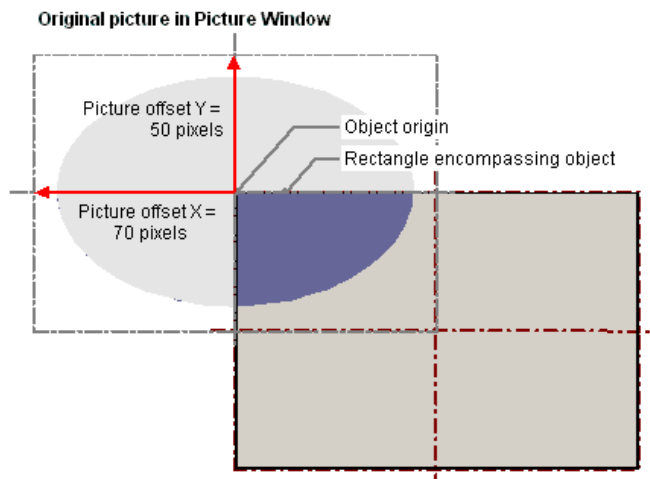 Original picture in Picture Window
Picture offset Y =
50 pixels
Object origin
Rectangle encompassing object
Picture offset X =
70 pixels